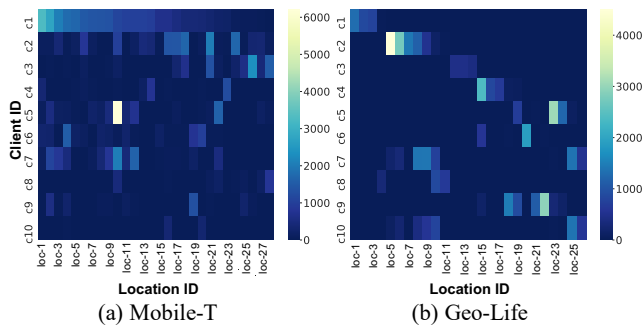 Client ID
c1
c2
c3
c4
c5
c6
c7
c8
c9
c10
loc-1
loc-3
loc-5
loc-7
loc-9
loc-11
loc-13
loc-15
loc-17
loc-19
loc-21
loc-23
loc-25
loc-27
Location ID
6000
5000
4000
3000
2000
1000
0
(a) Mobile-T
c1
c2
c3
c4
c5
c6
c7
c8
c9
c10
loc-1
loc-3
loc-5
loc-7
loc-9
loc-11
loc-13
loc-15
loc-17
loc-19
loc-21
loc-23
loc-25
Location ID
4000
3000
2000
1000
0
(b) Geo-Life